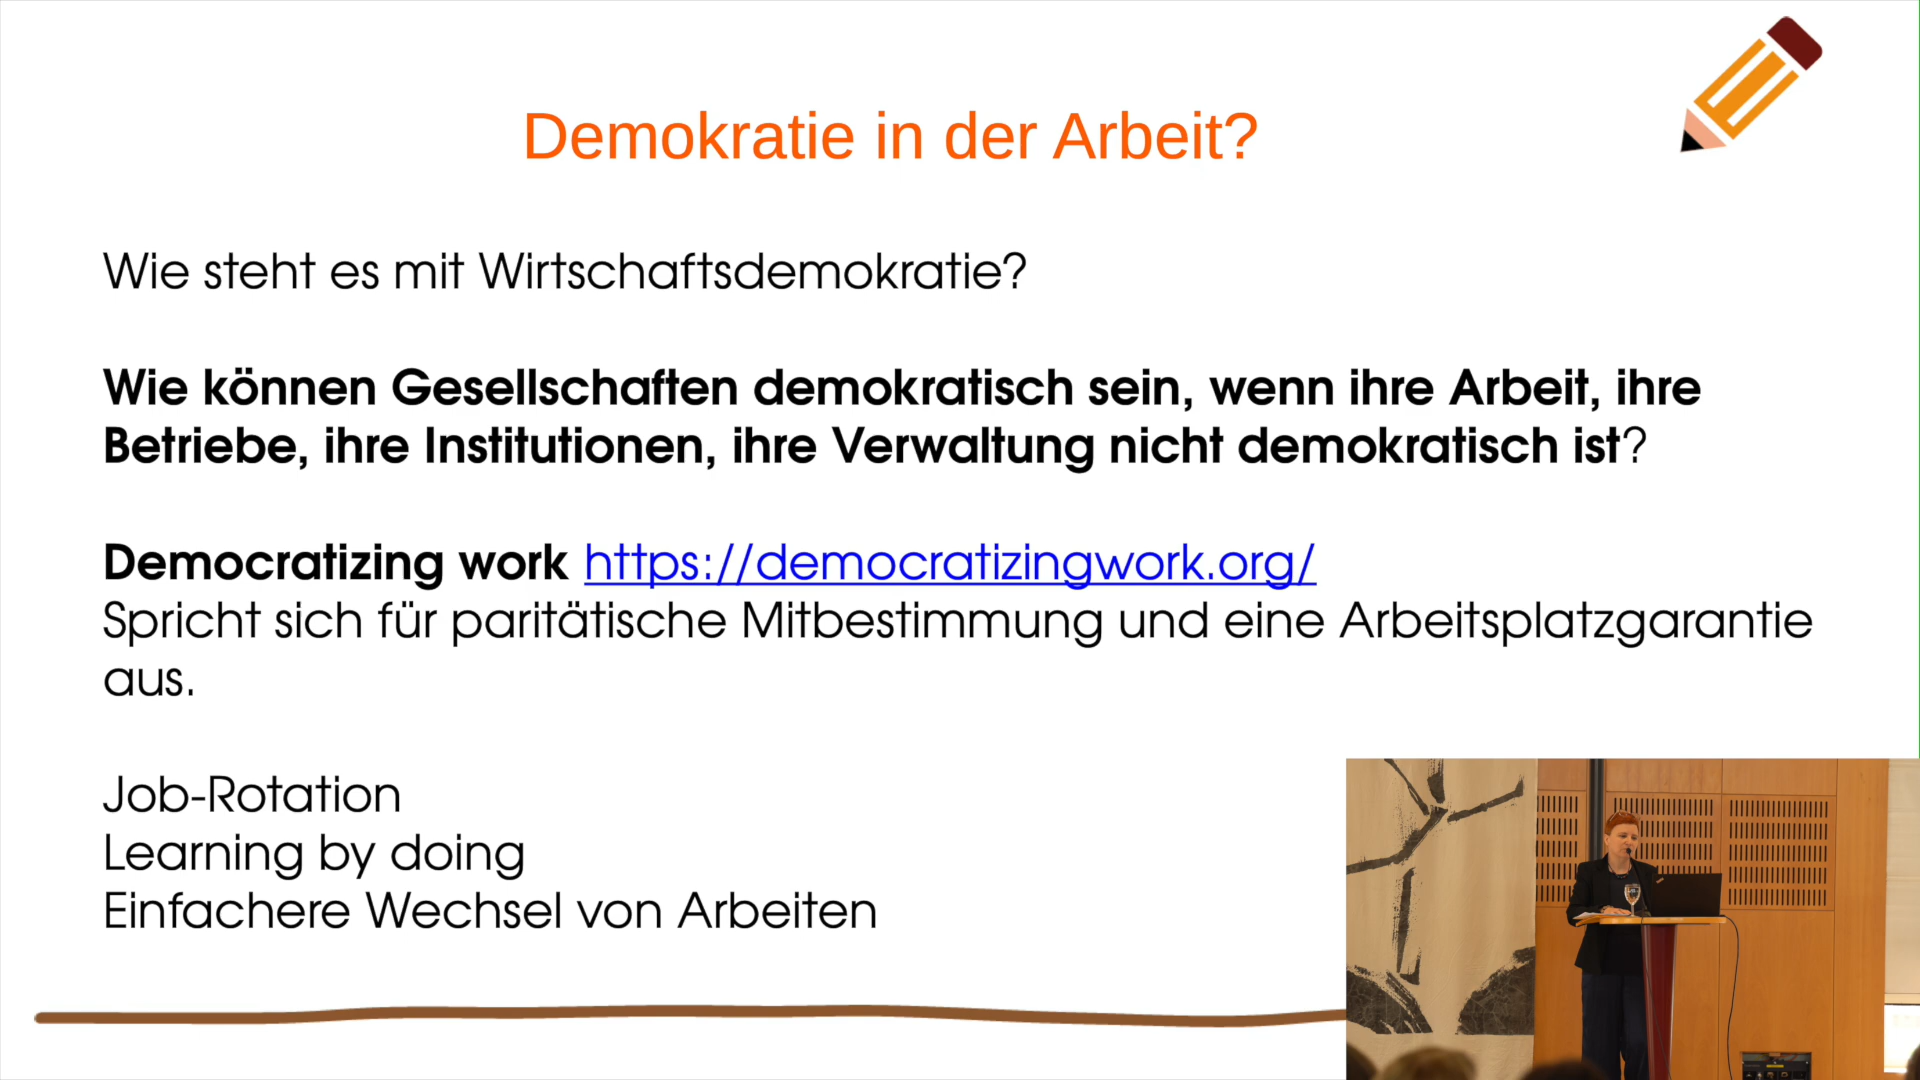 Demokratie in der Arbeit?
Wie steht es mit Wirtschaftsdemokratie?
Wie können Gesellschaften demokratisch sein, wenn ihre Arbeit, ihre
Betriebe, ihre Institutionen, ihre Verwaltung nicht demokratisch ist?
Democratizing work https://democratizingwork.org/
Spricht sich für paritätische Mitbestimmung und eine Arbeitsplatzgarantie
aus.
Job-Rotation
Learning by doing
Einfachere Wechsel von Arbeiten